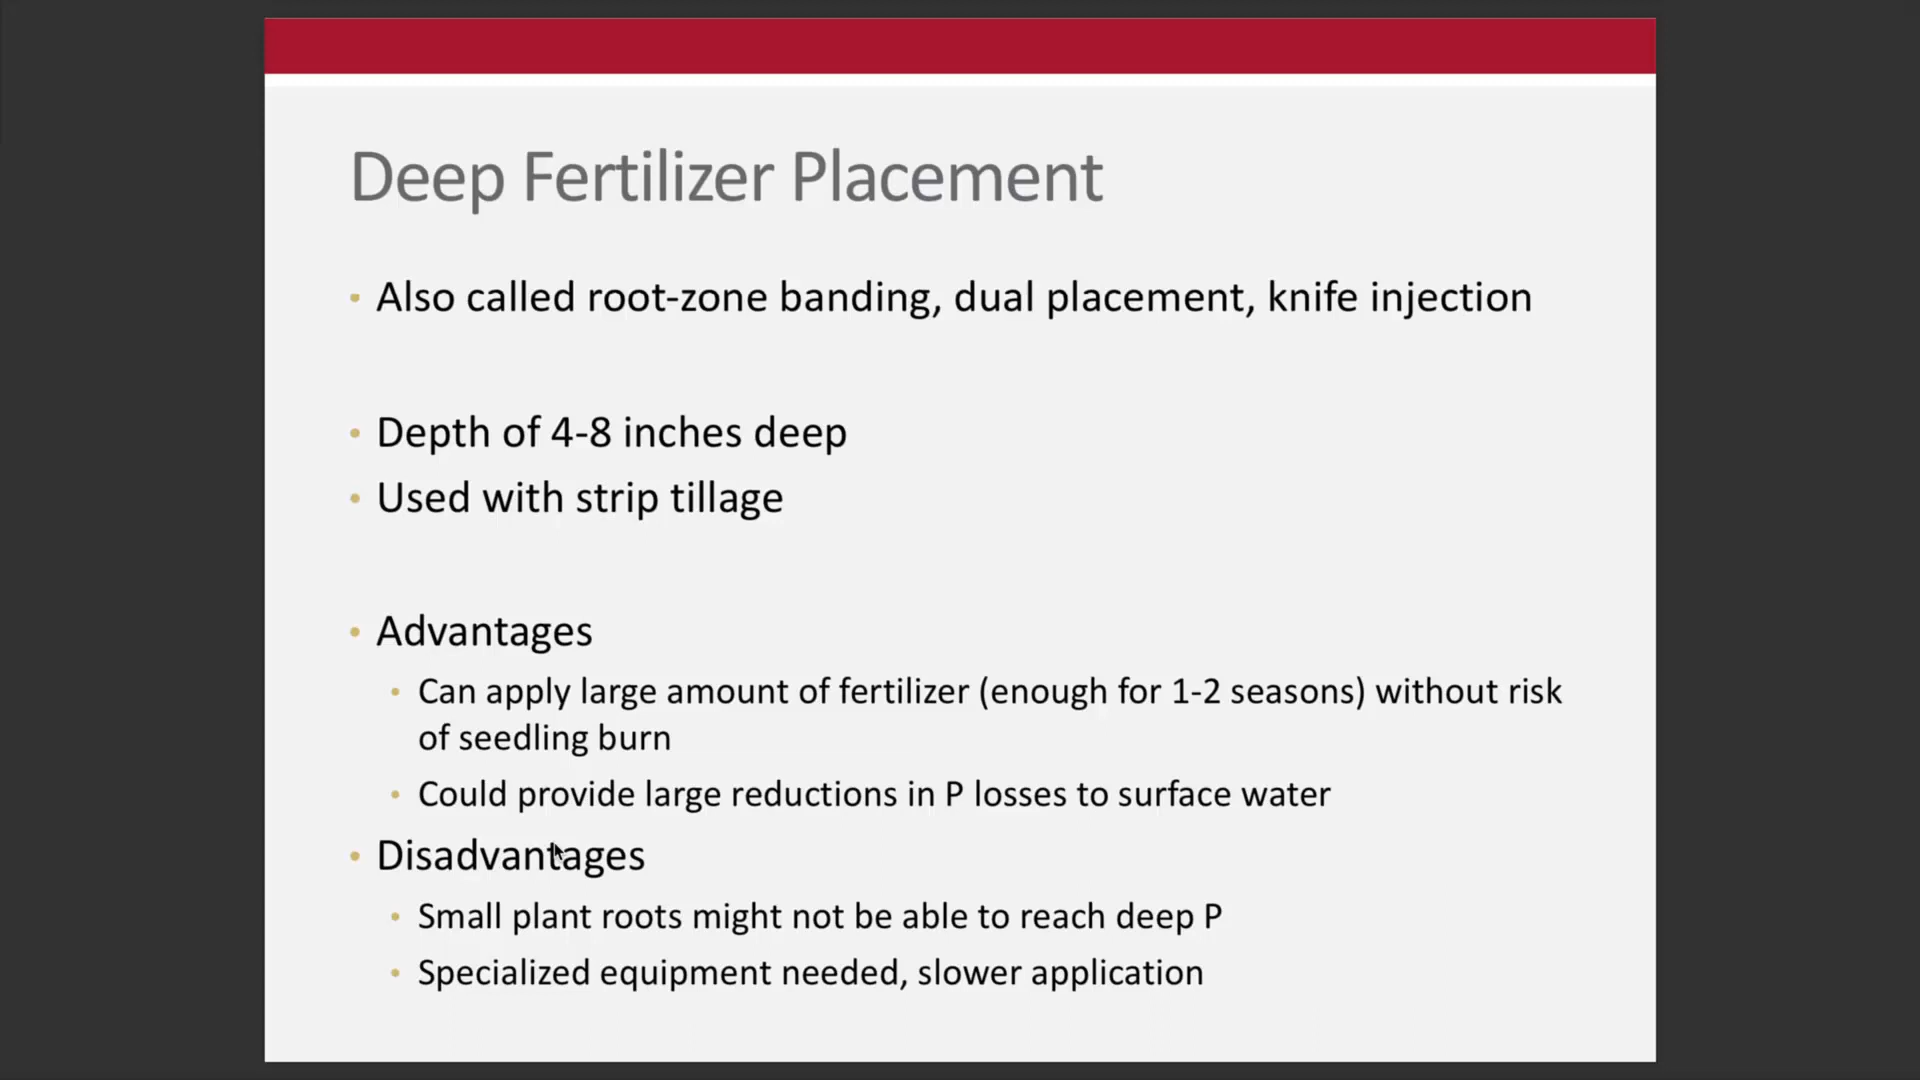 Deep Fertilizer Placement
• Also called root-zone banding, dual placement, knife injection
• Depth of 4-8 inches deep
• Used with strip tillage
• Advantages
• Can apply large amount of fertilizer (enough for 1-2 seasons) without risk
of seedling burn
• Could provide large reductions in P losses to surface water
• Disadvantages
• Small plant roots might not be able to reach deep P
• Specialized equipment needed, slower application